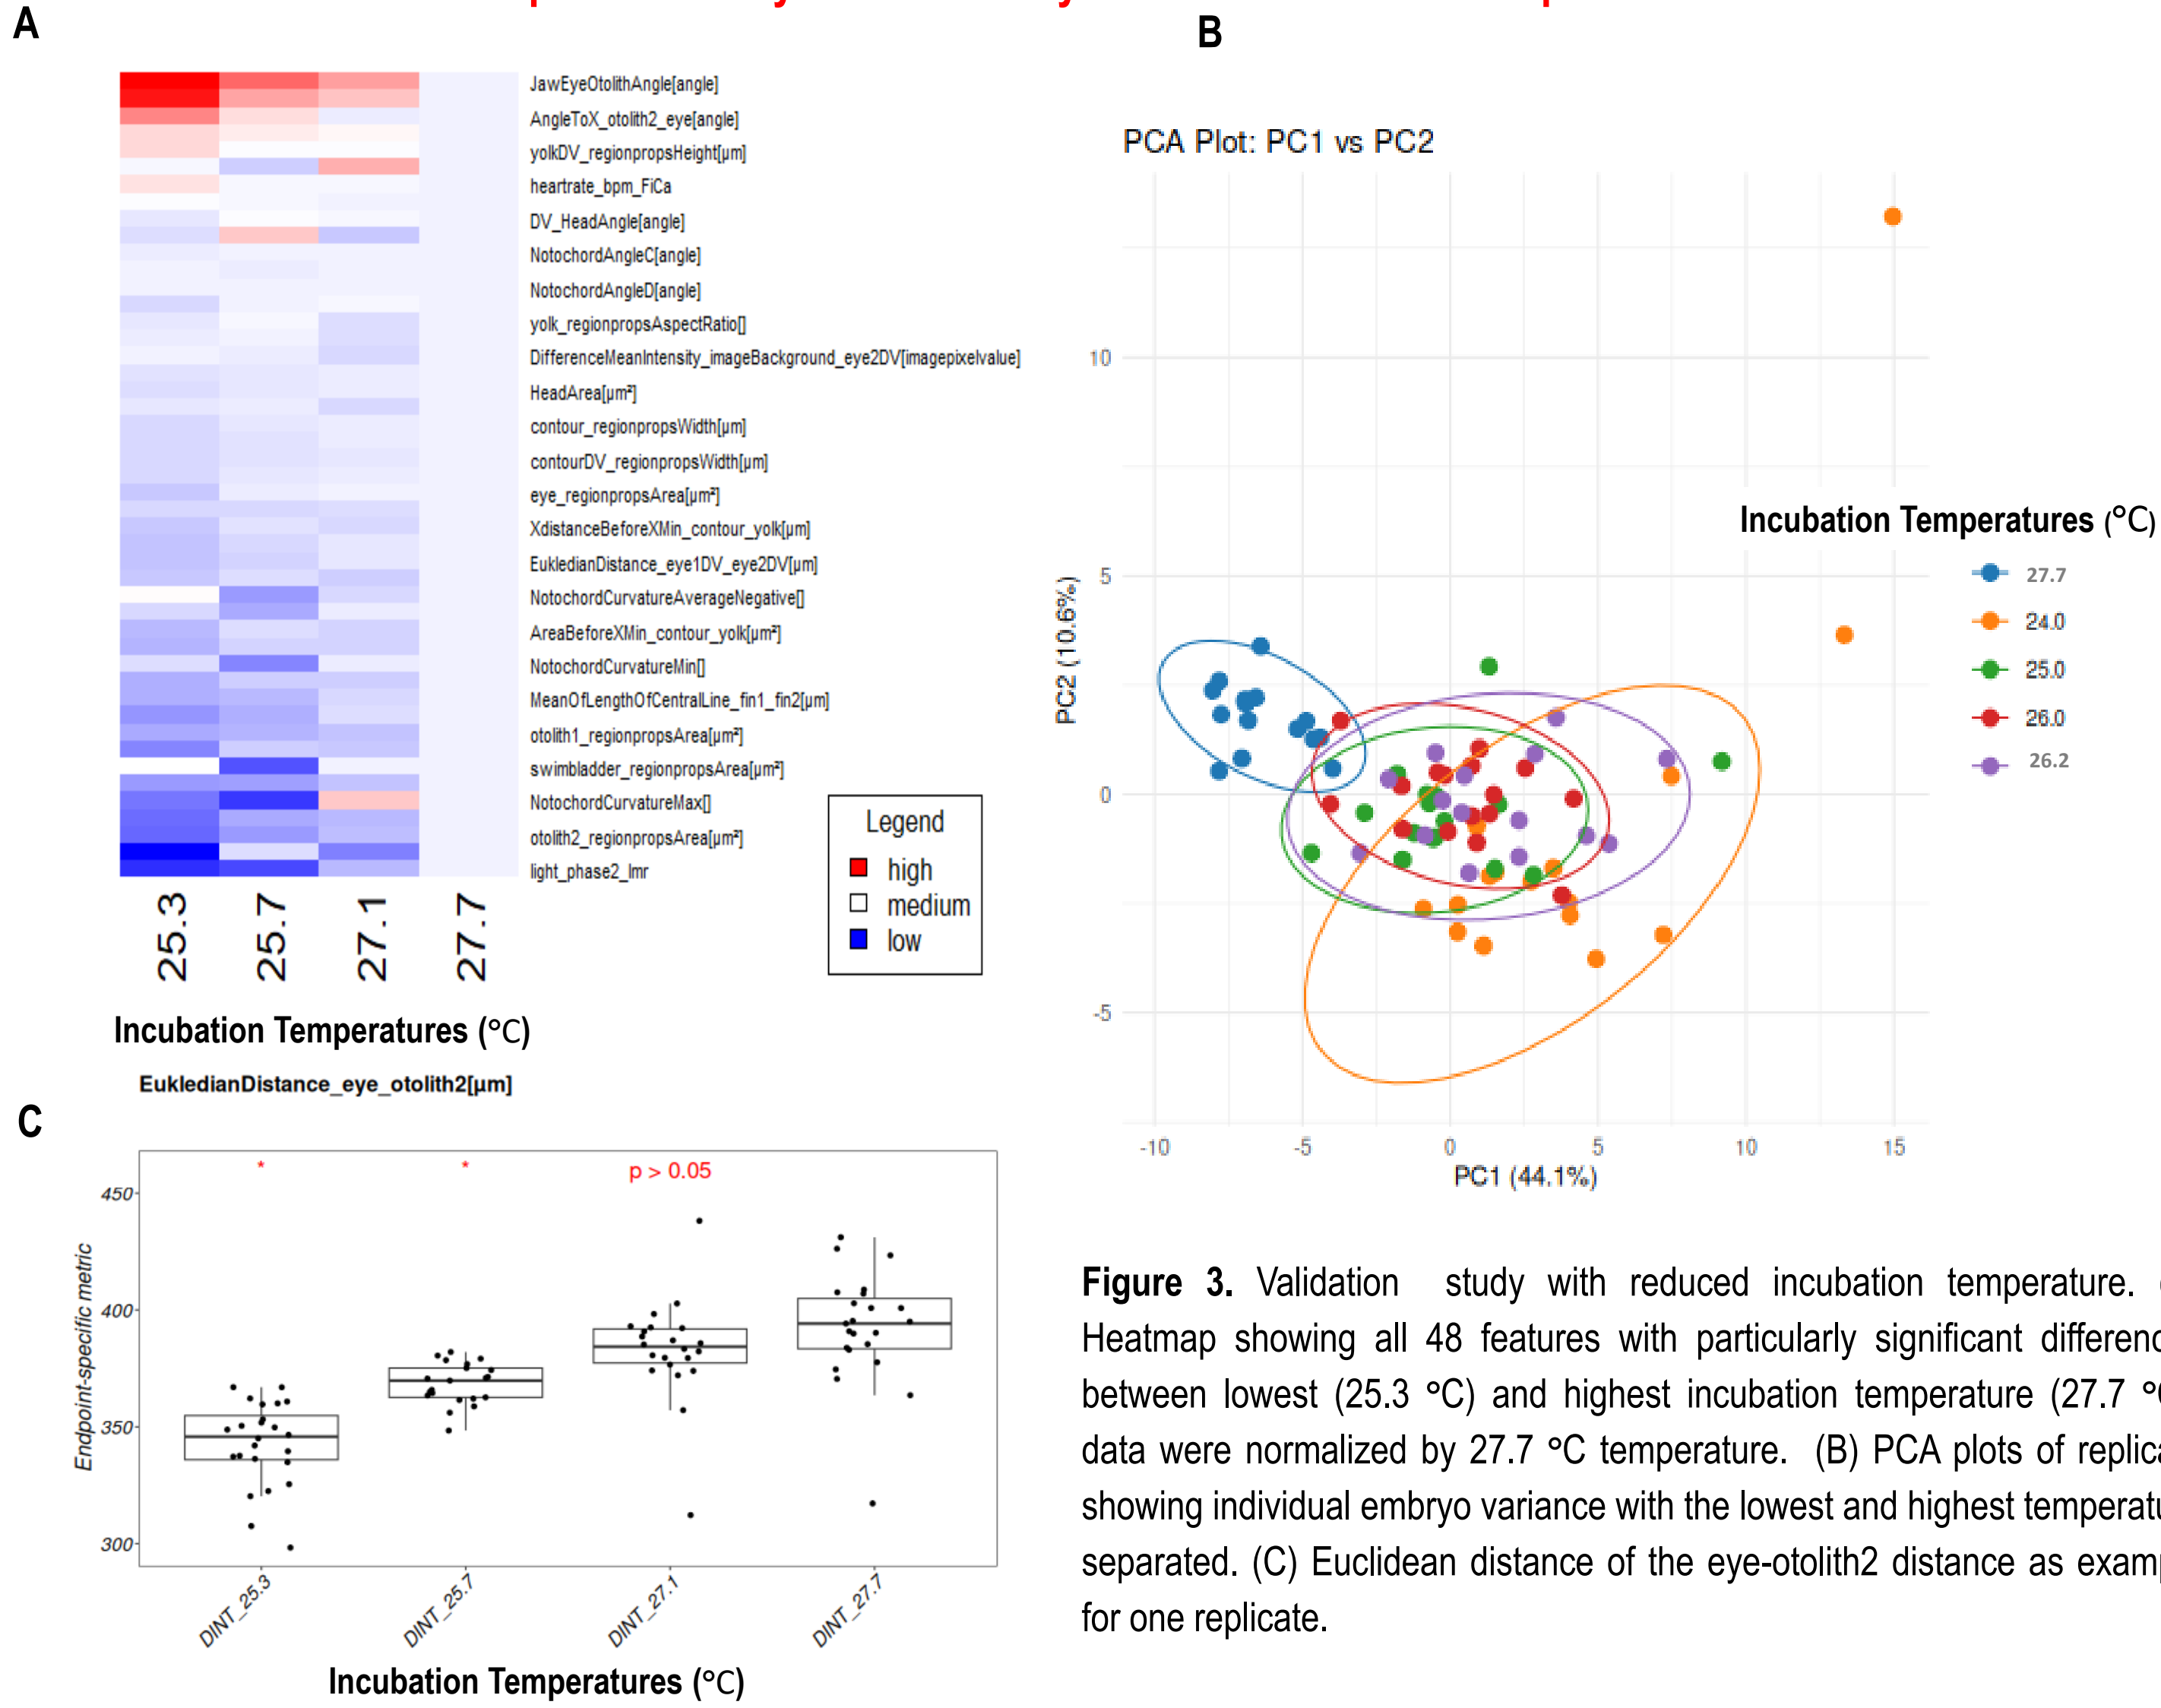 A
B
JawEyeOtolithAngle[angle]
AngleToX_otolith2_eye[angle]
yolkDV_regionpropsHeight[µm]
heartrate_bpm_FiCa
DV_HeadAngle[angle]
NotochordAngleC[angle]
NotochordAngleD[angle]
yolk_regionpropsAspectRatio[]
DifferenceMeanIntensity_imageBackground_eye2DV[imagepixelvalue]
HeadArea[µm²]
contour_regionpropsWidth[µm]
contourDV_regionpropsWidth[µm]
eye_regionpropsArea[µm²]
XdistanceBeforeXMin_contour_yolk[µm]
EukledianDistance_eye1DV_eye2DV[µm]
NotochordCurvatureAverageNegative[]
AreaBeforeXMin_contour_yolk[µm²]
NotochordCurvatureMin[]
MeanOfLengthOfCentralLine_fin1_fin2[µm]
otolith1_regionpropsArea[µm²]
swimbladder_regionpropsArea[µm²]
NotochordCurvatureMax[]
otolith2_regionpropsArea[µm²]
light_phase2_lmr
25.3 25.7 27.1 27.7
Incubation Temperatures (°C)
Legend
high
medium
low
PCA Plot: PC1 vs PC2
PC2 (10.6%)
10
5
0
-5
-10 -5 0 5 10 15
PC1 (44.1%)
Incubation Temperatures (°C)
27.7
24.0
25.0
26.0
26.2
EukledianDistance_eye_otolith2[µm]
C
* * p > 0.05
Endpoint-specific metric
450
400
350
300
DINT_25.3 DINT_25.7 DINT_27.1 DINT_27.7
Incubation Temperatures (°C)
Figure 3. Validation study with reduced incubation temperature.
Heatmap showing all 48 features with particularly significant
between lowest (25.3 °C) and highest incubation temperature (27.7
data were normalized by 27.7 °C temperature. (B) PCA plots of
showing individual embryo variance with the lowest and highest
separated. (C) Euclidean distance of the eye-otolith2 distance as
for one replicate.